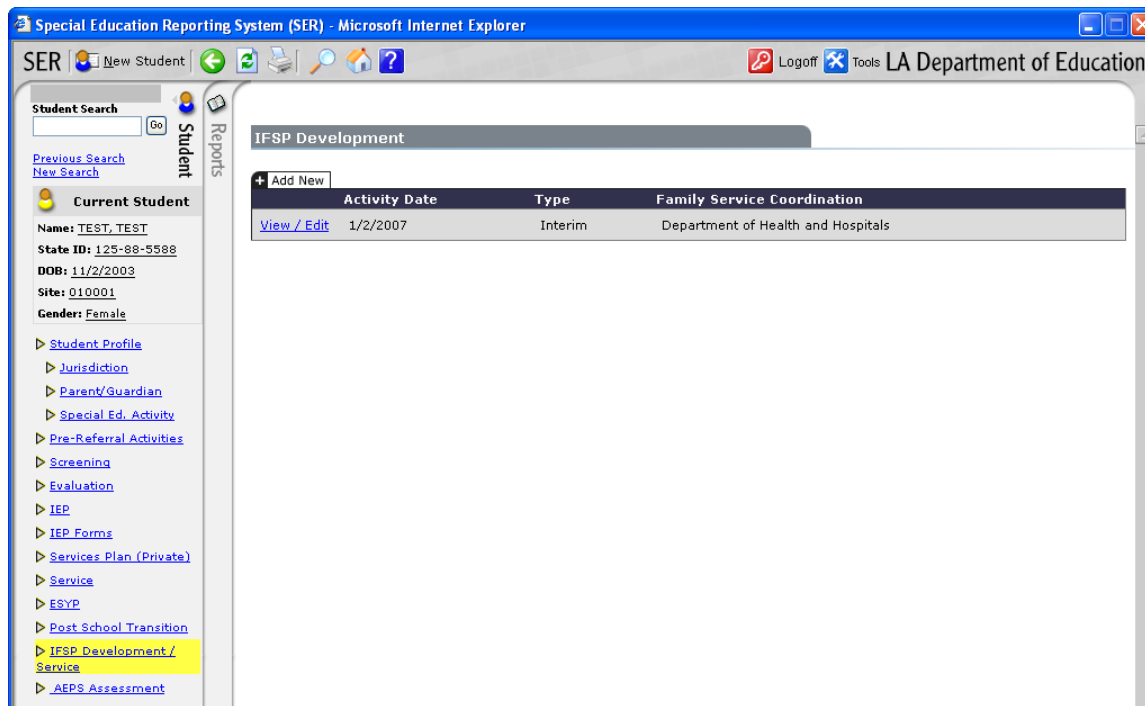 Special Education Reporting System (SER) - Microsoft Internet Explorer
SER New Student ? Logoff Tools LA Department of Education
Student Search
Go
Previous Search
New Search
Student
Reports
Current Student
Name: TEST, TEST
State ID: 125-88-5588
DOB: 11/2/2003
Site: 010001
Gender: Female
Student Profile
Jurisdiction
Parent/Guardian
Special Ed. Activity
Pre-Referral Activities
Screening
Evaluation
IEP
IEP Forms
Services Plan (Private)
Service
ESYP
Post School Transition
IFSP Development /
Service
AEPS Assessment
IFSP Development
+ Add New
Activity Date Type Family Service Coordination
View / Edit 1/2/2007 Interim Department of Health and Hospitals